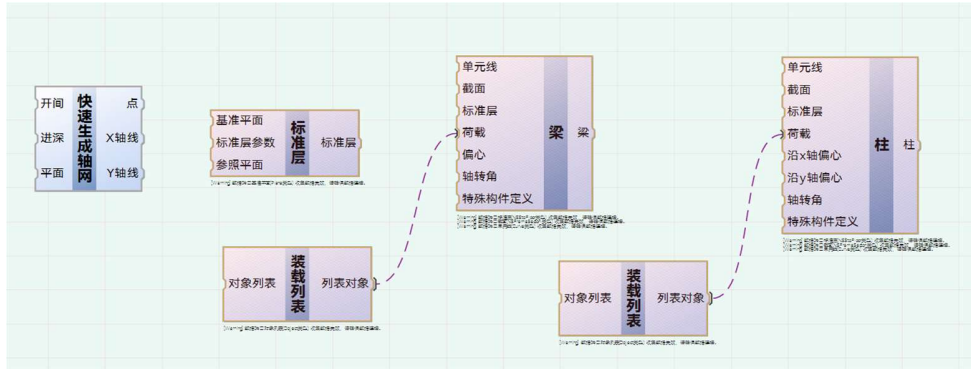 开间
进深
平面
快速生成轴网
点
X轴线
Y轴线
基准平面
标准层参数
参照平面
标准层
标准层
单元线
截面
标准层
荷载
偏心
轴转角
特殊构件定义
梁
梁
单元线
截面
标准层
荷载
沿x轴偏心
沿y轴偏心
轴转角
特殊构件定义
柱
柱
对象列表
装载列表
列表对象
对象列表
装载列表
列表对象